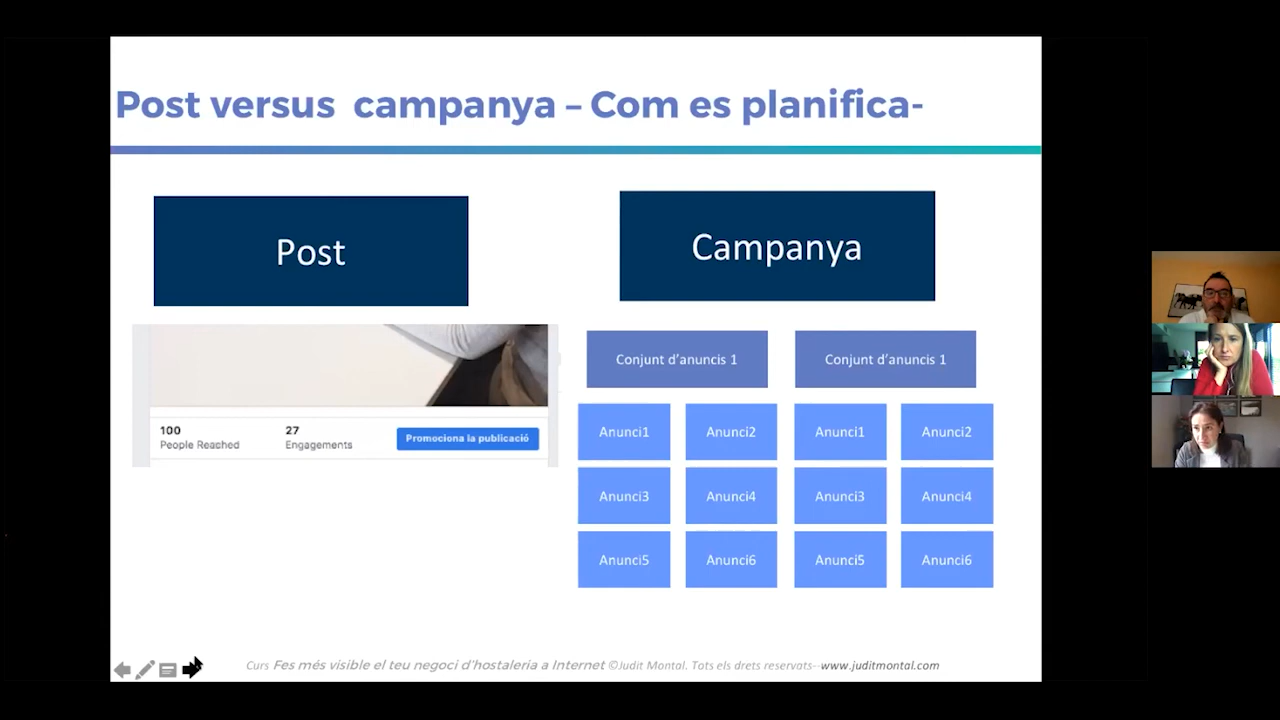 Post versus campanya – Com es planifica-
Post
Campanya
100
People Reached
27
Engagements
Promociona la publicació
Conjunt d’anuncis 1
Conjunt d’anuncis 1
Anunci1
Anunci2
Anunci1
Anunci2
Anunci3
Anunci4
Anunci3
Anunci4
Anunci5
Anunci6
Anunci5
Anunci6
Curs Fes més visible el teu negoci d’hostaleria a Internet ©Judit Montal. Tots els drets reservats--www.juditmontal.com